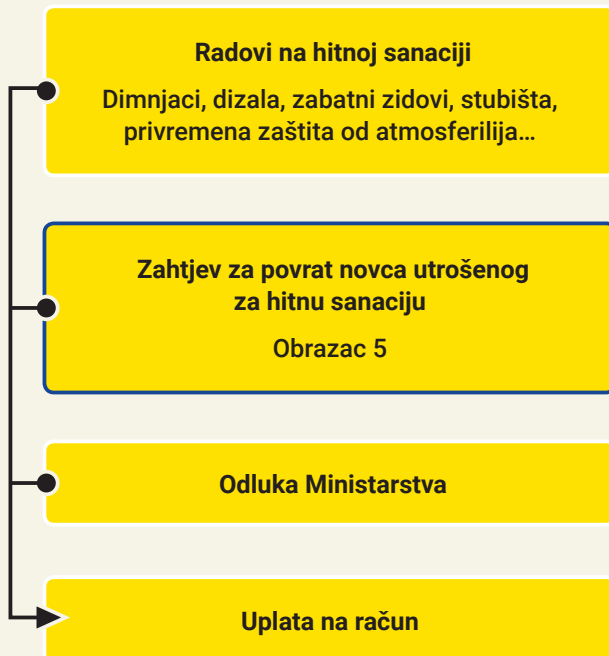 Radovi na hitnoj sanaciji
Dimnjaci, dizala, zabatni zidovi, stubišta,
privremena zaštita od atmosferilija…
Zahtjev za povrat novca utrošenog
za hitnu sanaciju
Obrazac 5
Odluka Ministarstva
Uplata na račun